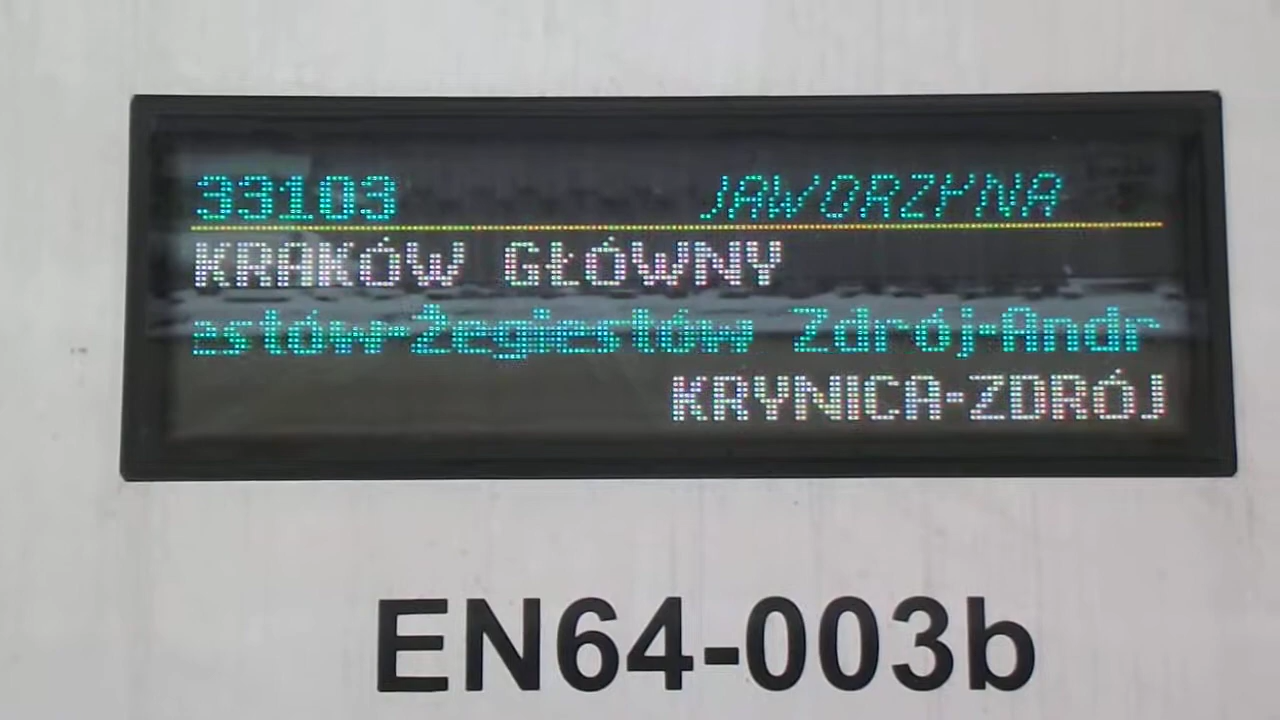 33103 JAWORZYNA
KRAKÓW GŁÓWNY
estów-Żegiestów Zdrój-Andr
KRYNICA-ZDRÓJ
EN64-003b